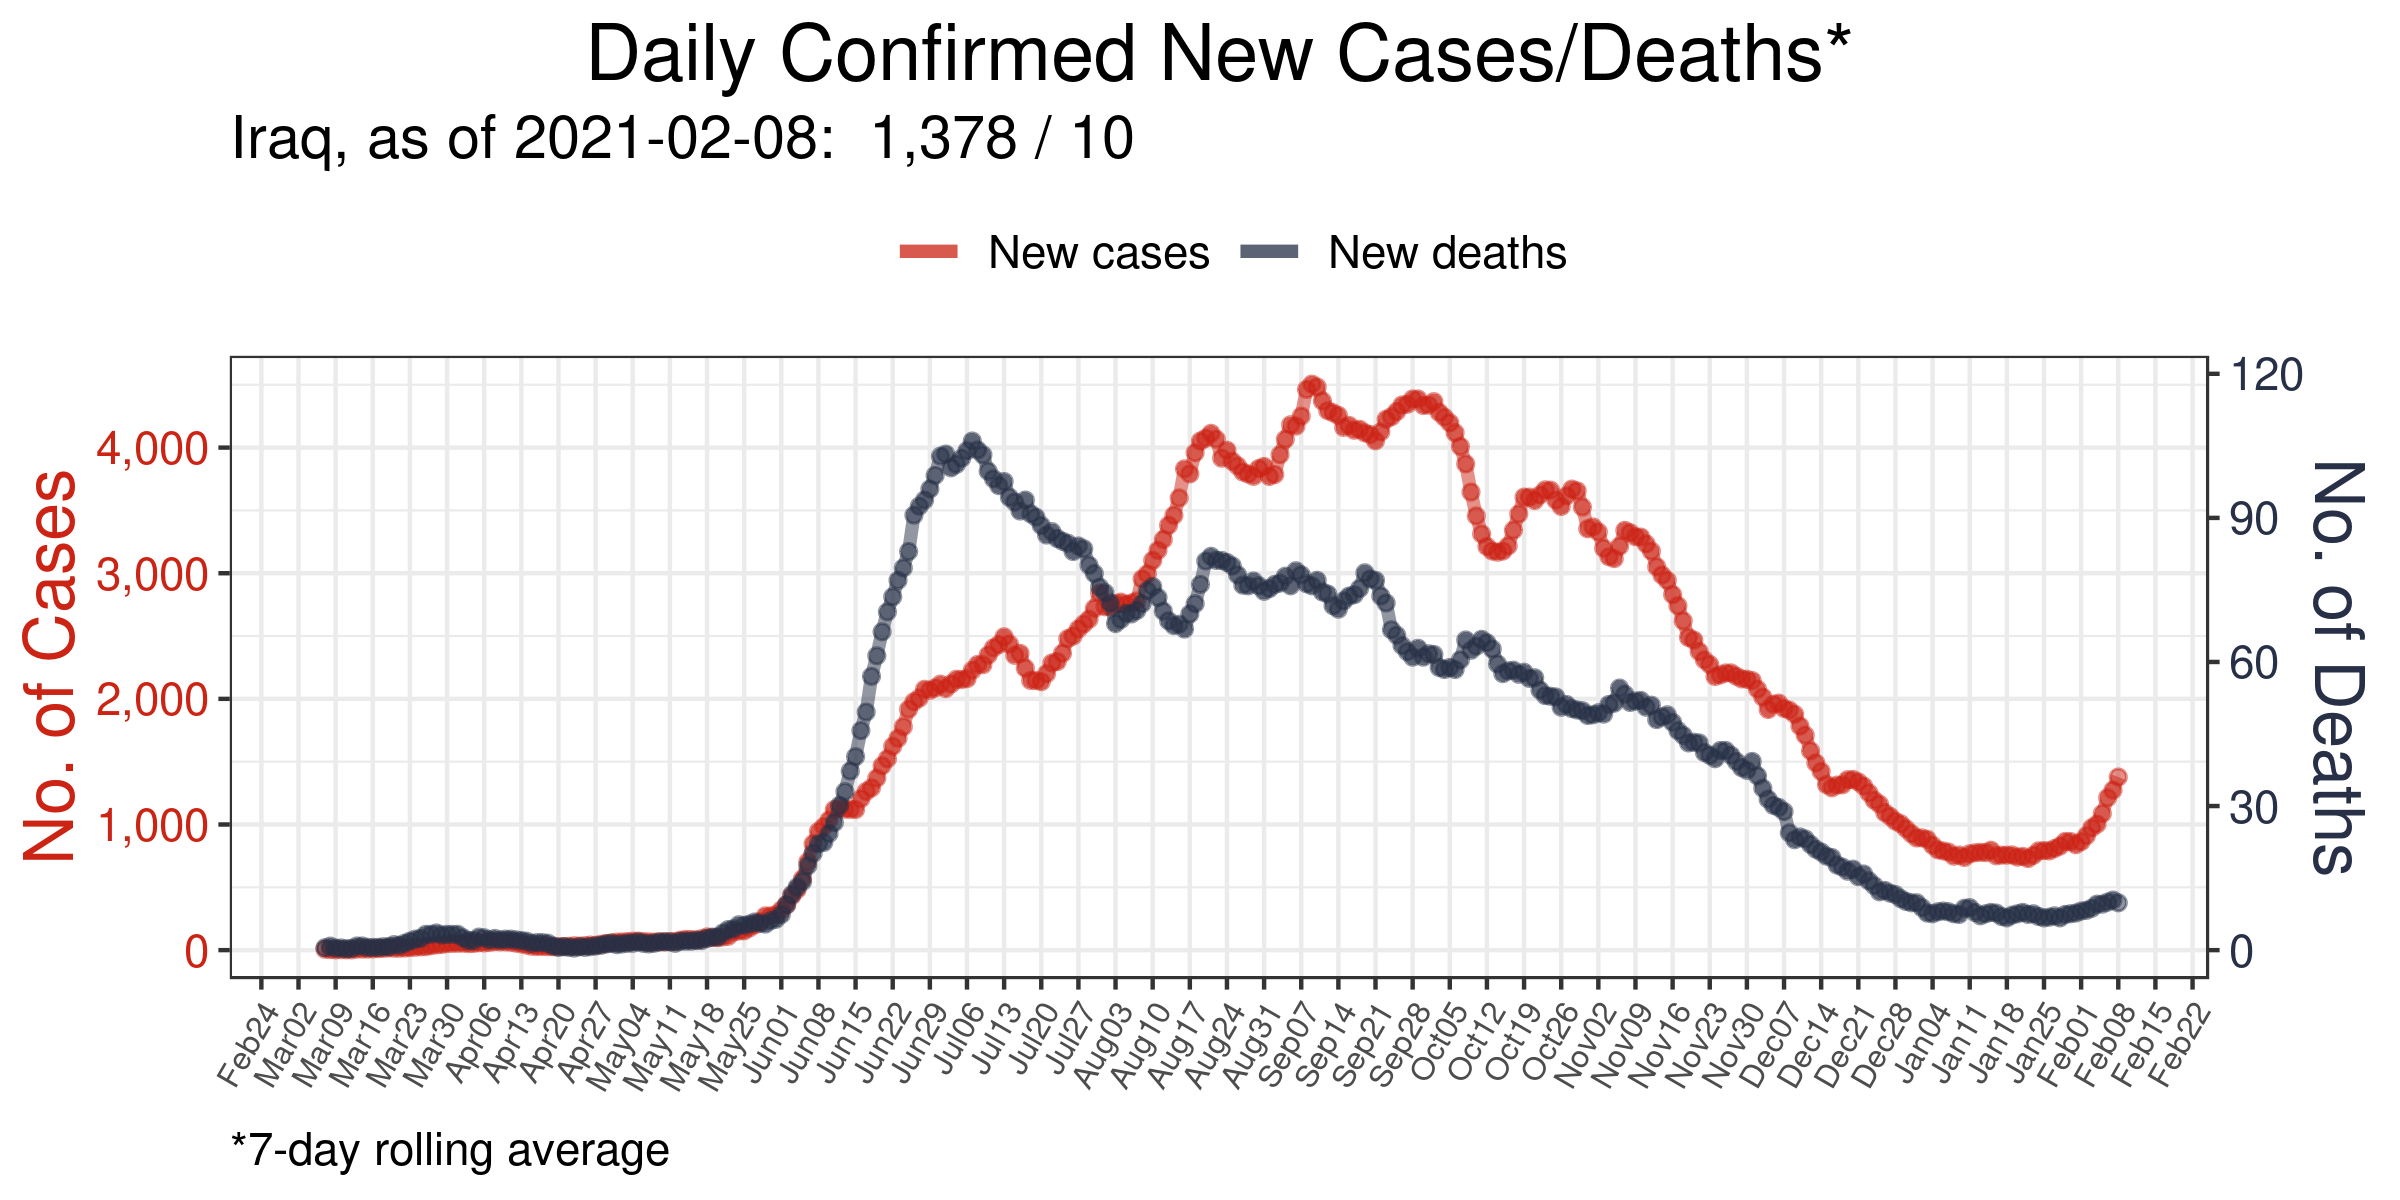 Daily Confirmed New Cases/Deaths*
Iraq, as of 2021-02-08:  1,378 / 10
New cases
New deaths
No. of Cases
4,000
3,000
2,000
1,000
0
120
90
60
30
0
No. of Deaths
Feb24
Mar02
Mar09
Mar16
Mar23
Mar30
Apr06
Apr13
Apr20
Apr27
May04
May11
May18
May25
Jun01
Jun08
Jun15
Jun22
Jun29
Jul06
Jul13
Jul20
Jul27
Aug03
Aug10
Aug17
Aug24
Aug31
Sep07
Sep14
Sep21
Sep28
Oct05
Oct12
Oct19
Oct26
Nov02
Nov09
Nov16
Nov23
Nov30
Dec07
Dec14
Dec21
Dec28
Jan04
Jan11
Jan18
Jan25
Feb01
Feb08
Feb15
Feb22
*7-day rolling average